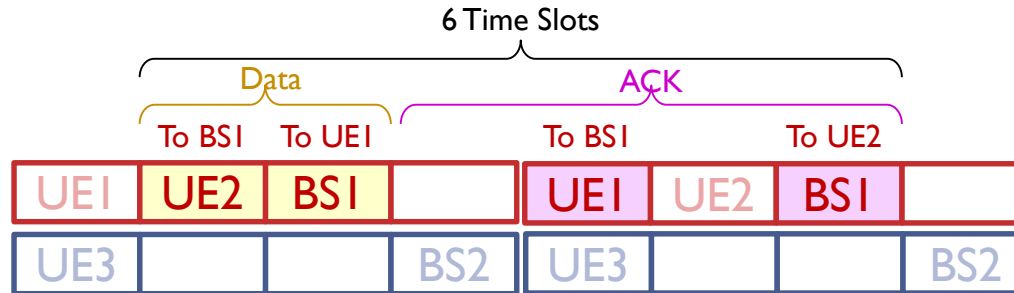 6 Time Slots
Data ACK
To BS1 To UE1 To BS1 To UE2
UE1 UE2 BS1 UE1 UE2 BS1
UE3 BS2 UE3 BS2